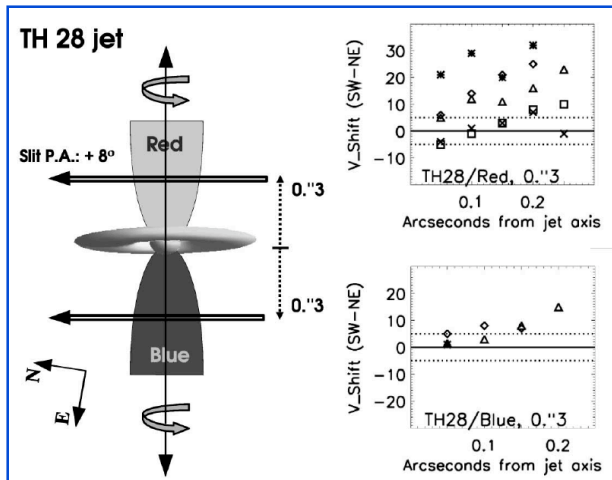 TH 28 jet
Red
Slit P.A.: + 8°
0."3
0."3
Blue
N
E
V_Shift (SW-NE)
30
20
10
0
-10
TH28/Red, 0."3
0.1 0.2
Arcseconds from jet axis
V_Shift (SW-NE)
20
10
0
-10
-20
TH28/Blue, 0."3
0.1 0.2
Arcseconds from jet axis